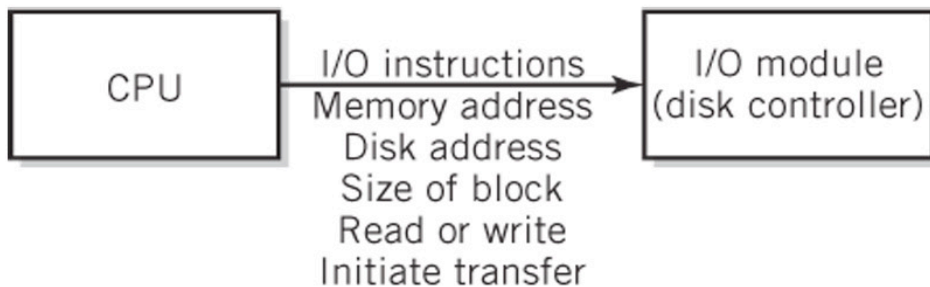 CPU
I/O instructions
Memory address
Disk address
Size of block
Read or write
Initiate transfer
I/O module
(disk controller)